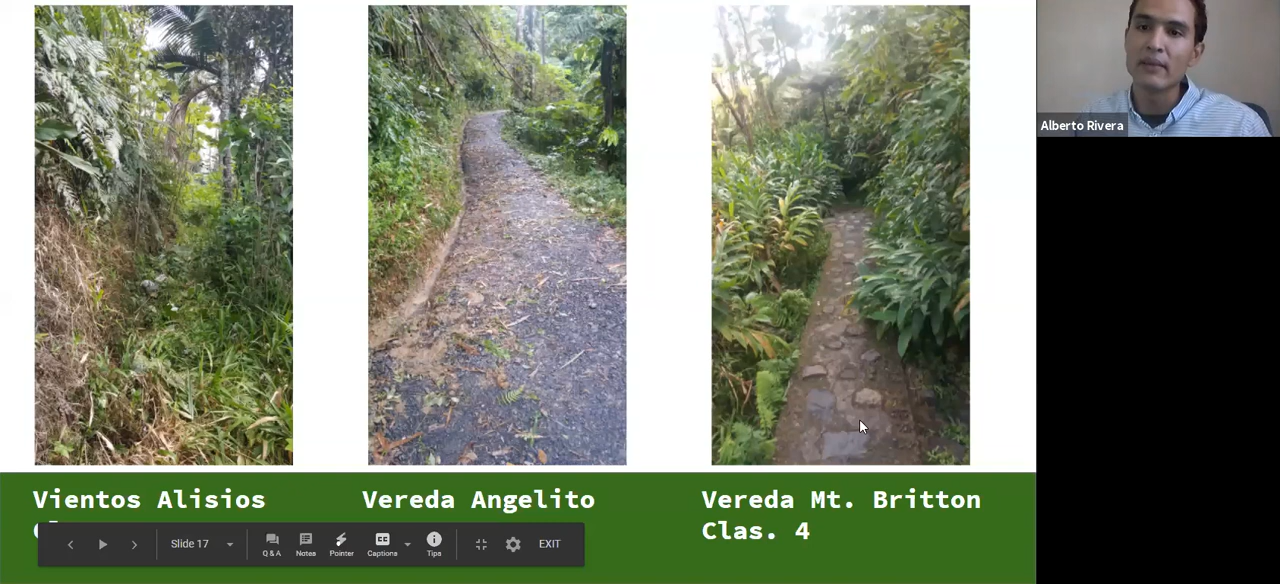 Alberto Rivera
Vientos Alisios
Vereda Angelito
Vereda Mt. Britton
Clas. 4
Slide 17
Q & A
Notes
Pointer
Captions
Tips
EXIT